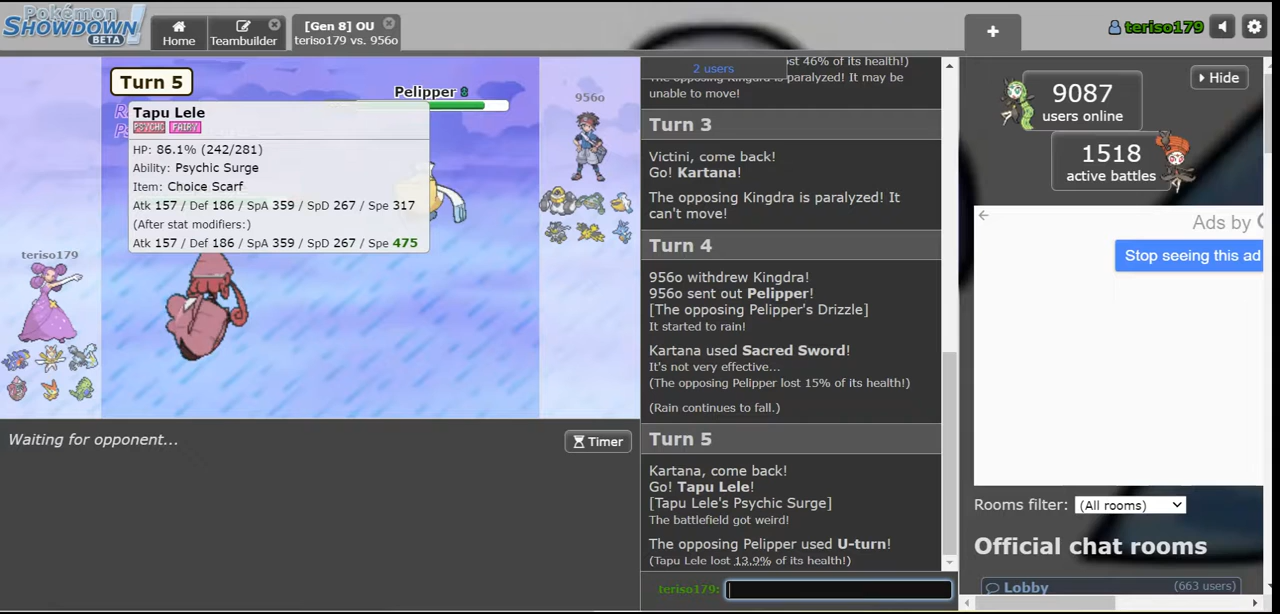 Pokémon
SHOWDOWN!
BETA
Home
Teambuilder
[Gen 8] OU
teriso179 vs. 956o
+
teriso179
Turn 5
Pelipper
Tapu Lele
PSYCHC FAIRY
HP: 86.1% (242/281)
Ability: Psychic Surge
Item: Choice Scarf
Atk 157 / Def 186 / SpA 359 / SpD 267 / Spe 317
(After stat modifiers:)
Atk 157 / Def 186 / SpA 359 / SpD 267 / Spe 475
956o
teriso179
Waiting for opponent...
Timer
2 users
st 46% of its health!)
paralyzed! It may be
unable to move!
Turn 3
Victini, come back!
Go! Kartana!
The opposing Kingdra is paralyzed! It
can't move!
Turn 4
956o withdrew Kingdra!
956o sent out Pelipper!
[The opposing Pelipper's Drizzle]
It started to rain!
Kartana used Sacred Sword!
It's not very effective...
(The opposing Pelipper lost 15% of its health!)
(Rain continues to fall.)
Turn 5
Kartana, come back!
Go! Tapu Lele!
[Tapu Lele's Psychic Surge]
The battlefield got weird!
The opposing Pelipper used U-turn!
(Tapu Lele lost 13.9% of its health!)
teriso179:
Hide
9087
users online
1518
active battles
Ads by
Stop seeing this ad
Rooms filter: (All rooms)
Official chat rooms
Lobby (663 users)